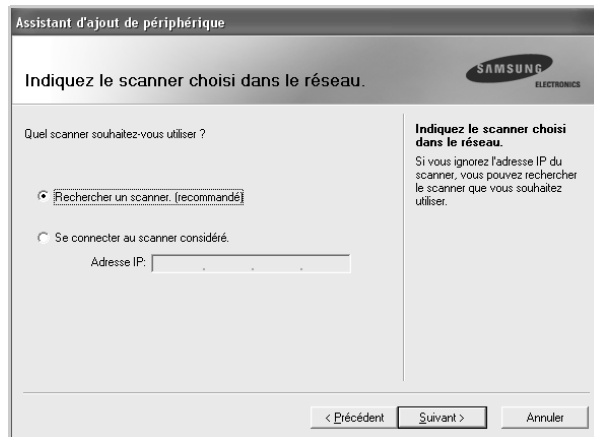 Assistant d'ajout de périphérique
Indiquez le scanner choisi dans le réseau.
SAMSUNG
ELECTRONICS
Quel scanner souhaitez-vous utiliser ?
Rechercher un scanner. (recommandé)
Se connecter au scanner considéré.
Adresse IP:
Indiquez le scanner choisi
dans le réseau.
Si vous ignorez l'adresse IP du
scanner, vous pouvez rechercher
le scanner que vous souhaitez
utiliser.
< Précédent
Suivant >
Annuler